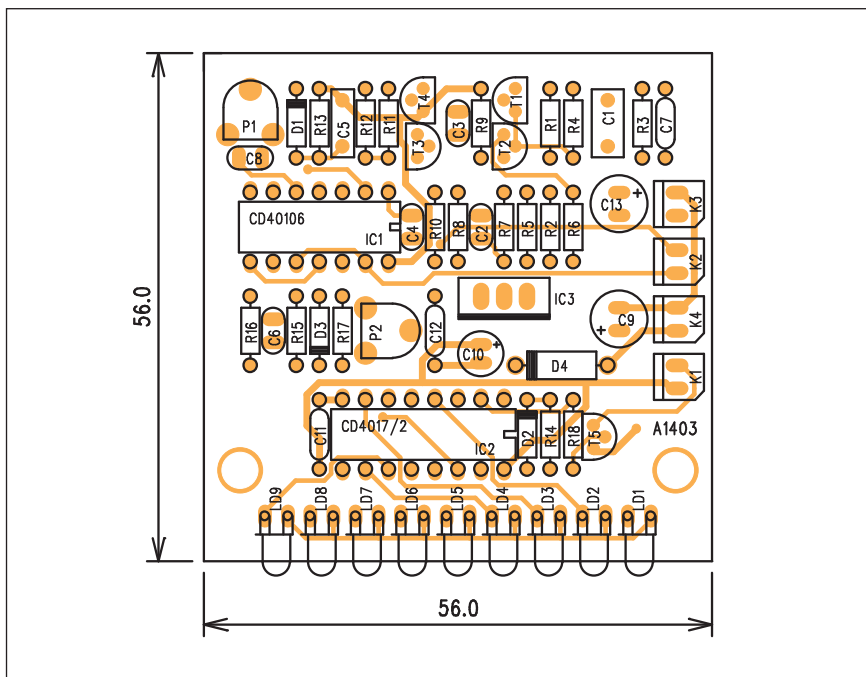 P1
D1
R13
C5
R12
R11
T4
T3
C3
R9
T1
T2
R1
R4
C1
R3
C7
C8
CD40106
IC1
C4
R10
R8
C2
R7
R5
R2
R6
C13
+
K3
K2
IC3
R16
C6
R15
D3
R17
P2
C12
C10
+
D4
C9
+
K4
K1
56.0
C11
CD4017/2
IC2
D2
R14
R18
T5
A1403
LD9
LD8
LD7
LD6
LD5
LD4
LD3
LD2
LD1
56.0